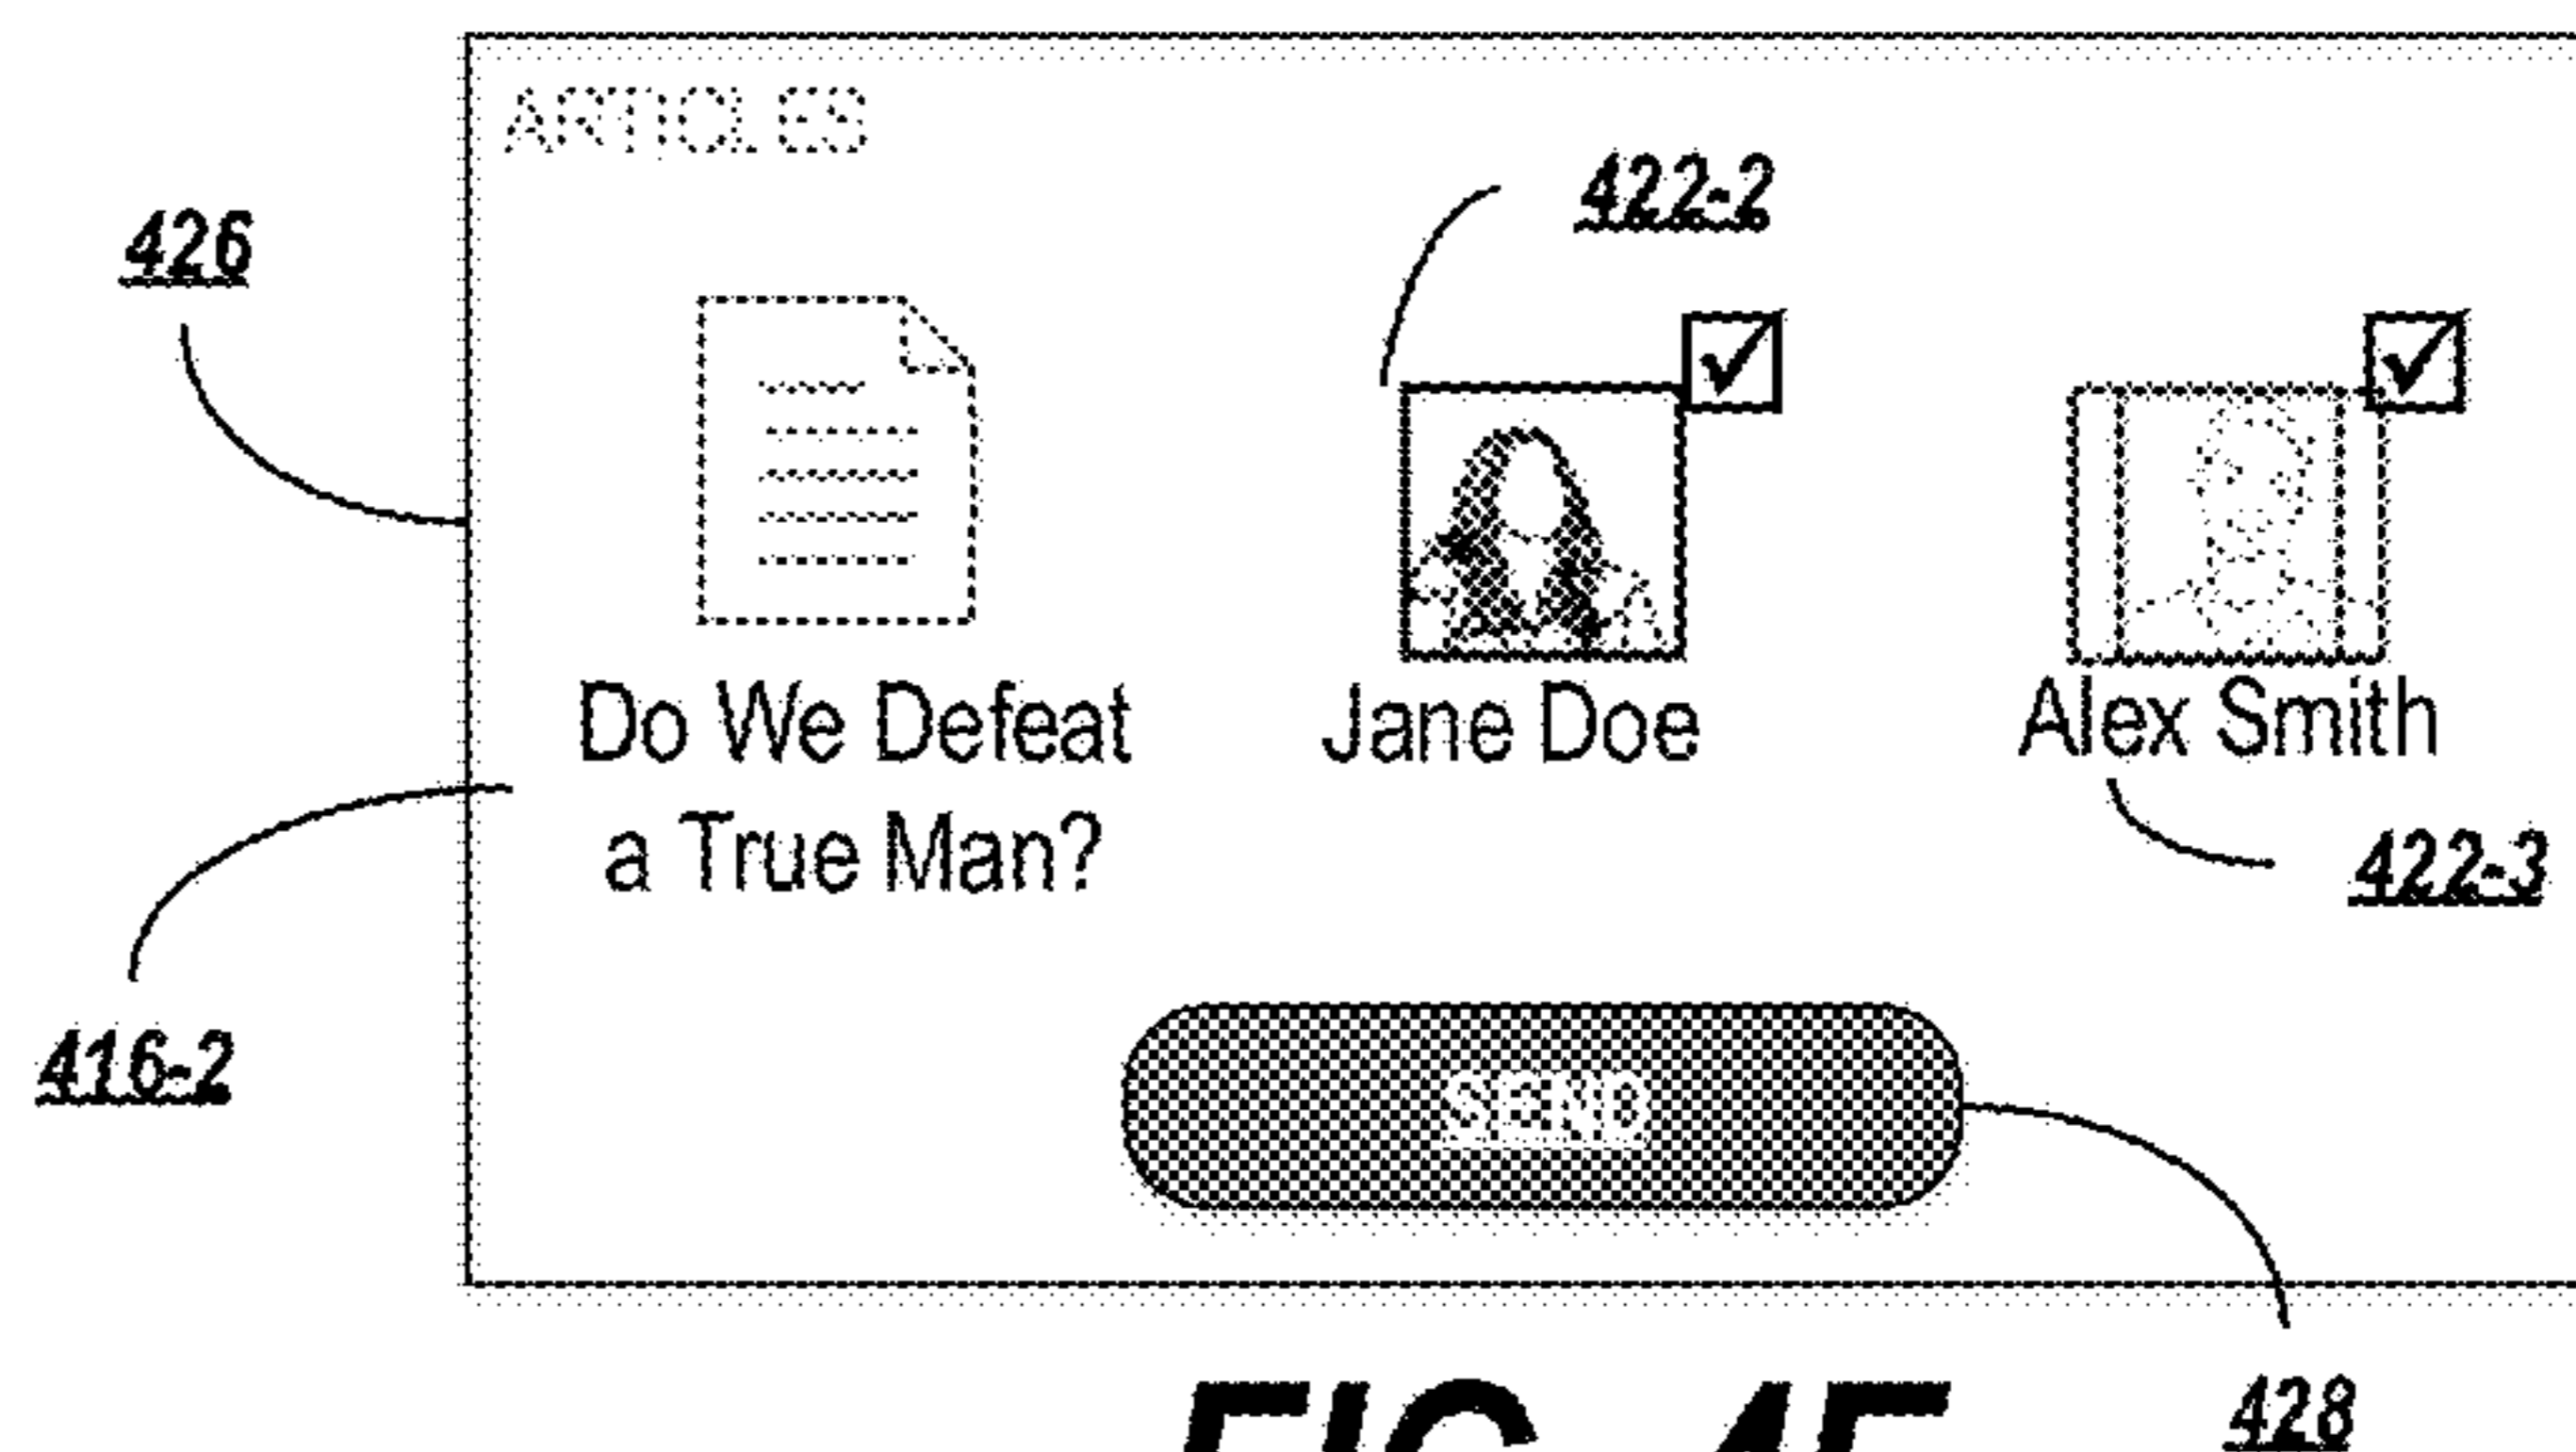 ARTICLES
422-2
426
Do We Defeat
a True Man?
Jane Doe
Alex Smith
422-3
416-2
SEND
428